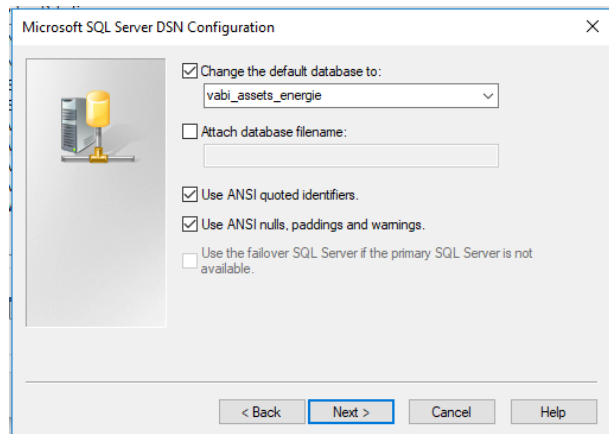 Microsoft SQL Server DSN Configuration
Change the default database to:
vabi_assets_energie
Attach database filename:
Use ANSI quoted identifiers.
Use ANSI nulls, paddings and warnings.
Use the failover SQL Server if the primary SQL Server is not
available.
< Back
Next >
Cancel
Help